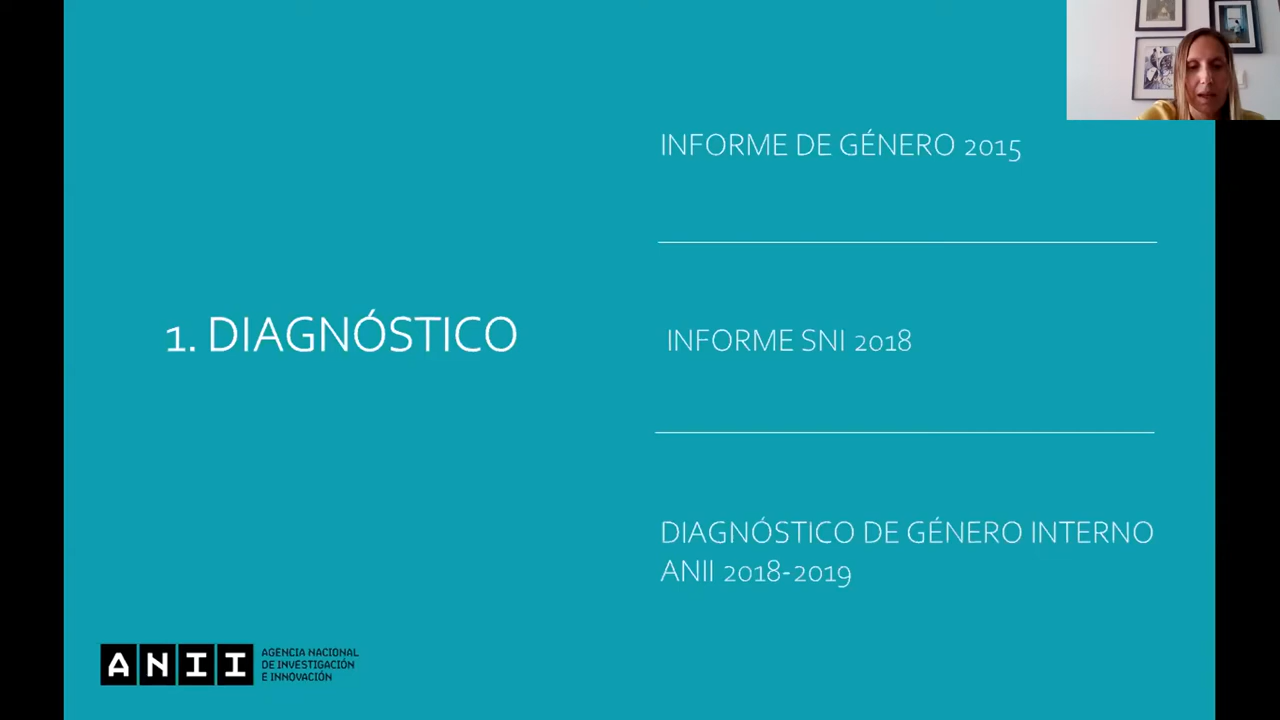 1. DIAGNÓSTICO
INFORME DE GÉNERO 2015
INFORME SNI 2018
DIAGNÓSTICO DE GÉNERO INTERNO
ANII 2018-2019
ANII
AGENCIA NACIONAL
DE INVESTIGACIÓN
E INNOVACIÓN